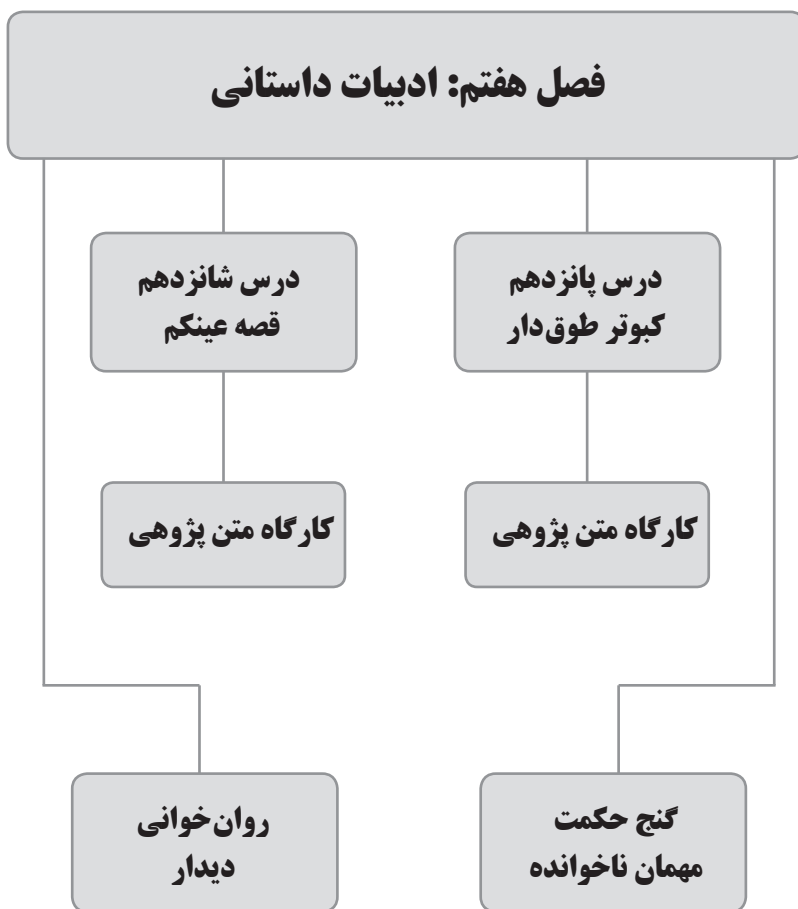 فصل هفتم: ادبیات داستانی
درس پانزدهم
کبوتر طوق‌دار
درس شانزدهم
قصه عینکم
کارگاه متن پژوهی
کارگاه متن پژوهی
گنج حکمت
مهمان ناخوانده
روان‌خوانی
دیدار